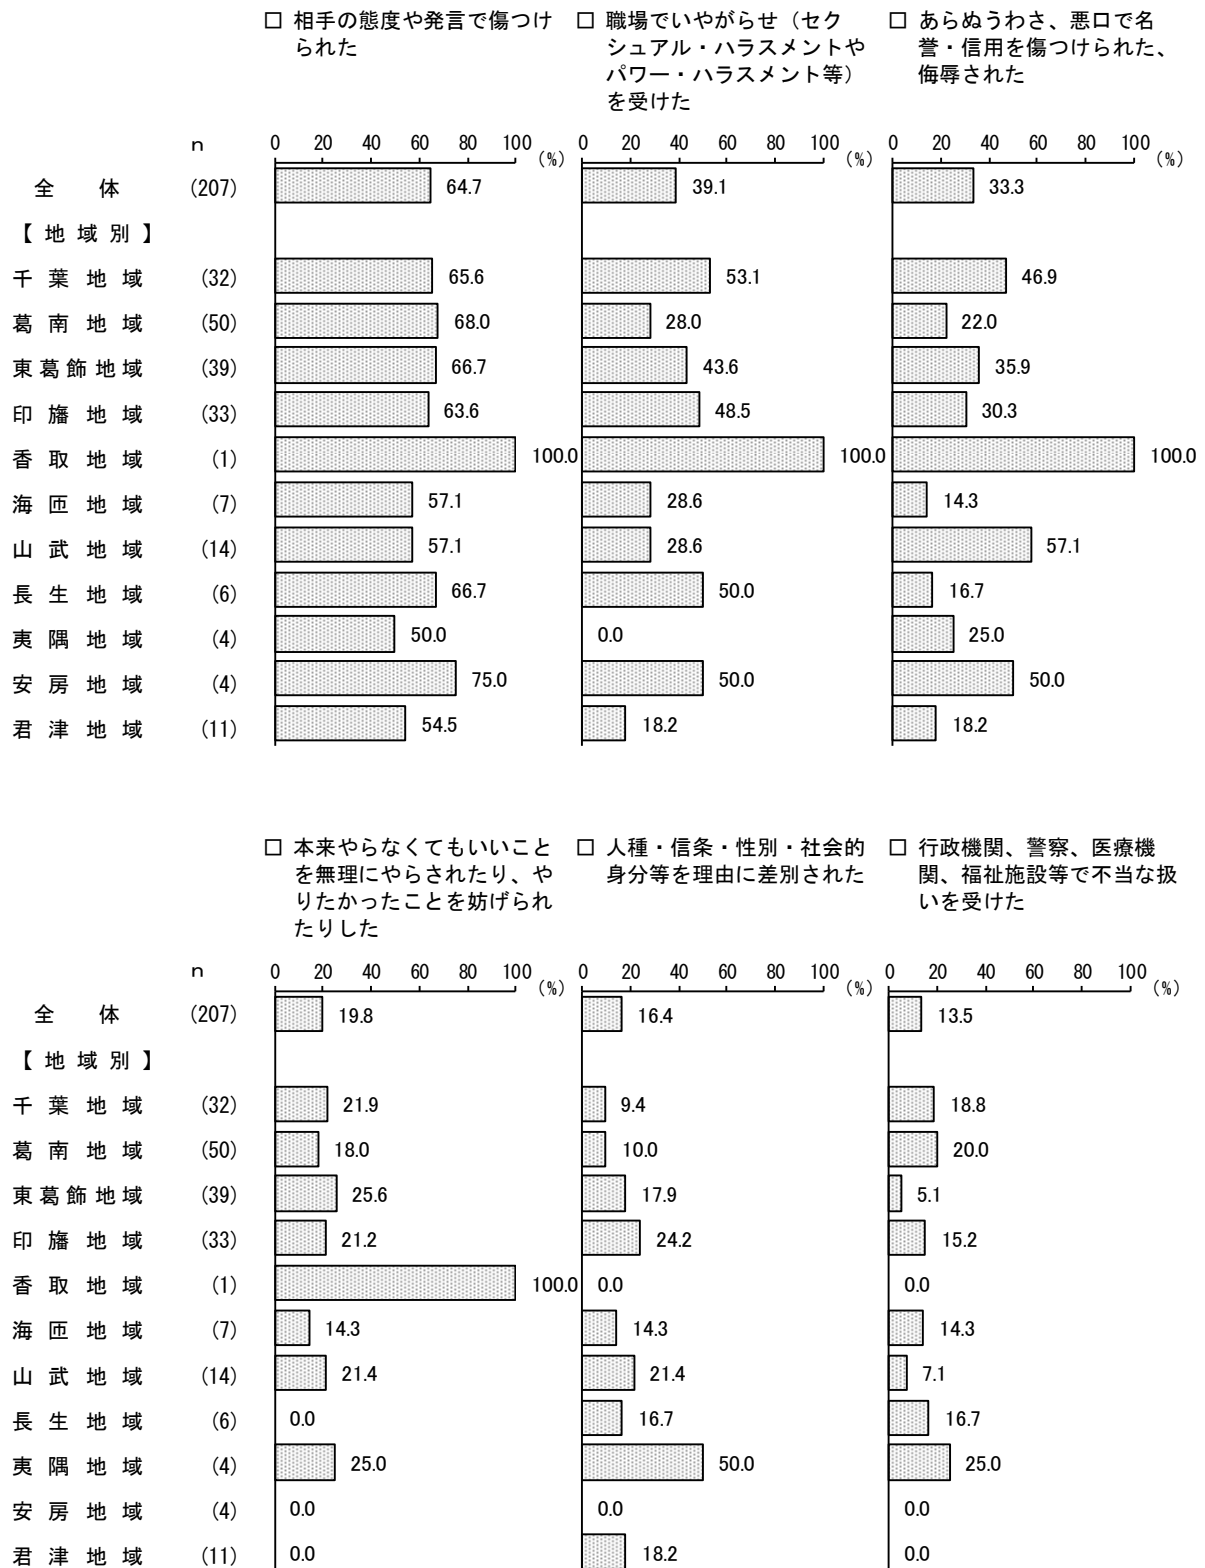 □ 相手の態度や発言で傷つけ
られた
□ 職場でいやがらせ（セク
シュアル・ハラスメントや
パワー・ハラスメント等）
を受けた
□ あらぬうわさ、悪口で名
誉・信用を傷つけられた、
侮辱された
n 0 20 40 60 80 100 (%) 0 20 40 60 80 100 (%) 0 20 40 60 80 100 (%)
全体 (207) 64.7 39.1 33.3
【地域別】
千葉地域 (32) 65.6 53.1 46.9
葛南地域 (50) 68.0 28.0 22.0
東葛飾地域 (39) 66.7 43.6 35.9
印旛地域 (33) 63.6 48.5 30.3
香取地域 (1) 100.0 100.0 100.0
海匝地域 (7) 57.1 28.6 14.3
山武地域 (14) 57.1 28.6 57.1
長生地域 (6) 66.7 50.0 16.7
夷隅地域 (4) 50.0 0.0 25.0
安房地域 (4) 75.0 50.0 50.0
君津地域 (11) 54.5 18.2 18.2
□ 本来やらなくてもいいこと
を無理にやらされたり、や
りたかったことを妨げられ
たりした
□ 人種・信条・性別・社会的
身分等を理由に差別された
□ 行政機関、警察、医療機
関、福祉施設等で不当な扱
いを受けた
n 0 20 40 60 80 100 (%) 0 20 40 60 80 100 (%) 0 20 40 60 80 100 (%)
全体 (207) 19.8 16.4 13.5
【地域別】
千葉地域 (32) 21.9 9.4 18.8
葛南地域 (50) 18.0 10.0 20.0
東葛飾地域 (39) 25.6 17.9 5.1
印旛地域 (33) 21.2 24.2 15.2
香取地域 (1) 100.0 0.0 0.0
海匝地域 (7) 14.3 14.3 14.3
山武地域 (14) 21.4 21.4 7.1
長生地域 (6) 0.0 16.7 16.7
夷隅地域 (4) 25.0 50.0 25.0
安房地域 (4) 0.0 0.0 0.0
君津地域 (11) 0.0 18.2 0.0